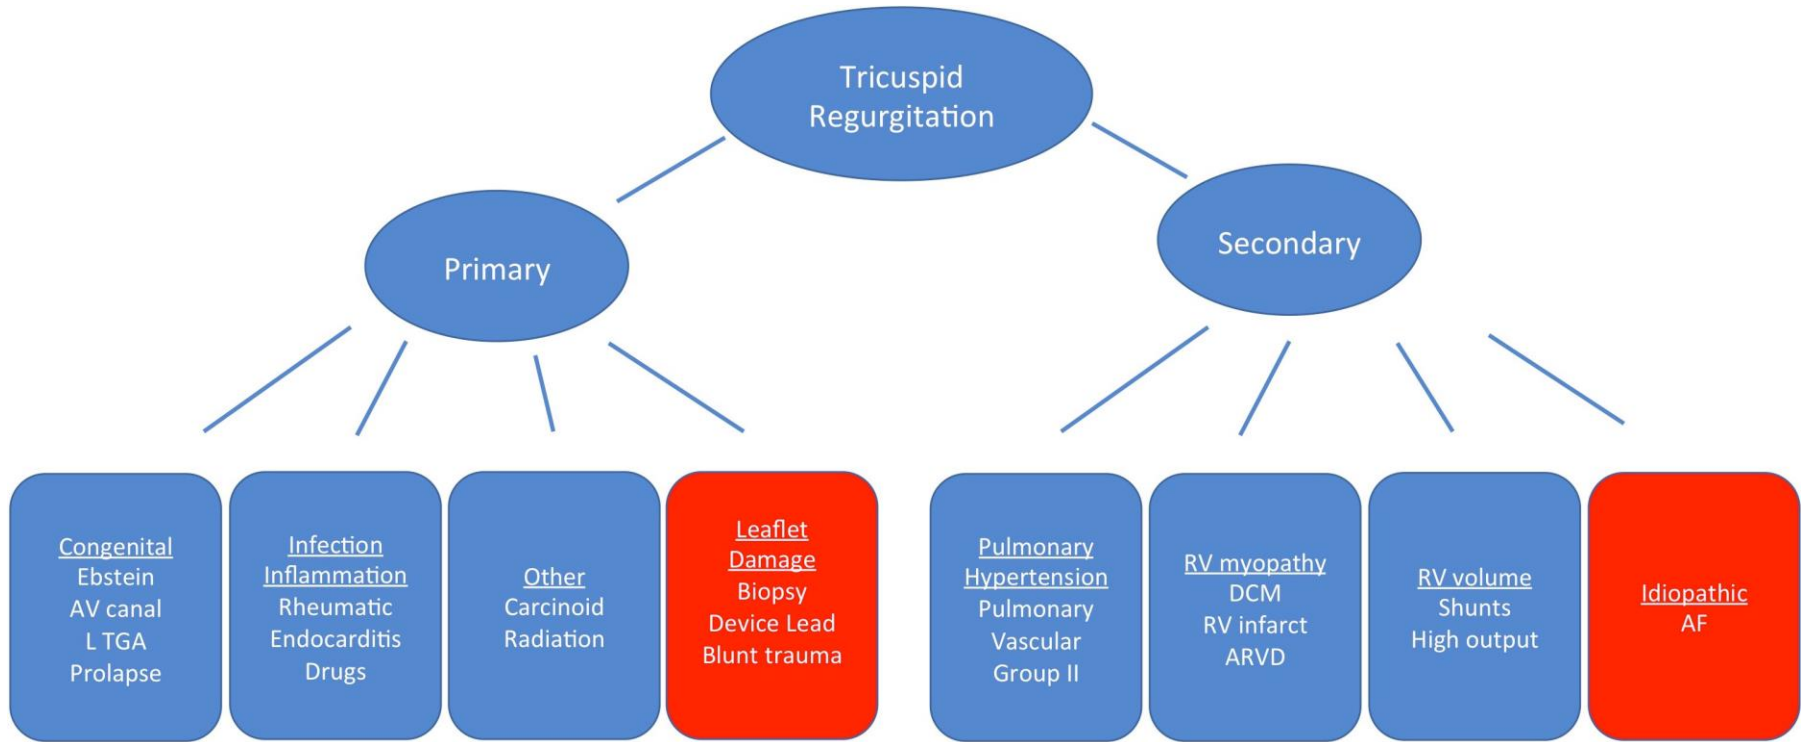 Tricuspid
Regurgitation
Primary
Secondary
Congenital
Ebstein
AV canal
L TGA
Prolapse
Infection
Inflammation
Rheumatic
Endocarditis
Drugs
Other
Carcinoid
Radiation
Leaflet
Damage
Biopsy
Device Lead
Blunt trauma
Pulmonary
Hypertension
Pulmonary
Vascular
Group II
RV myopathy
DCM
RV infarct
ARVD
RV volume
Shunts
High output
Idiopathic
AF